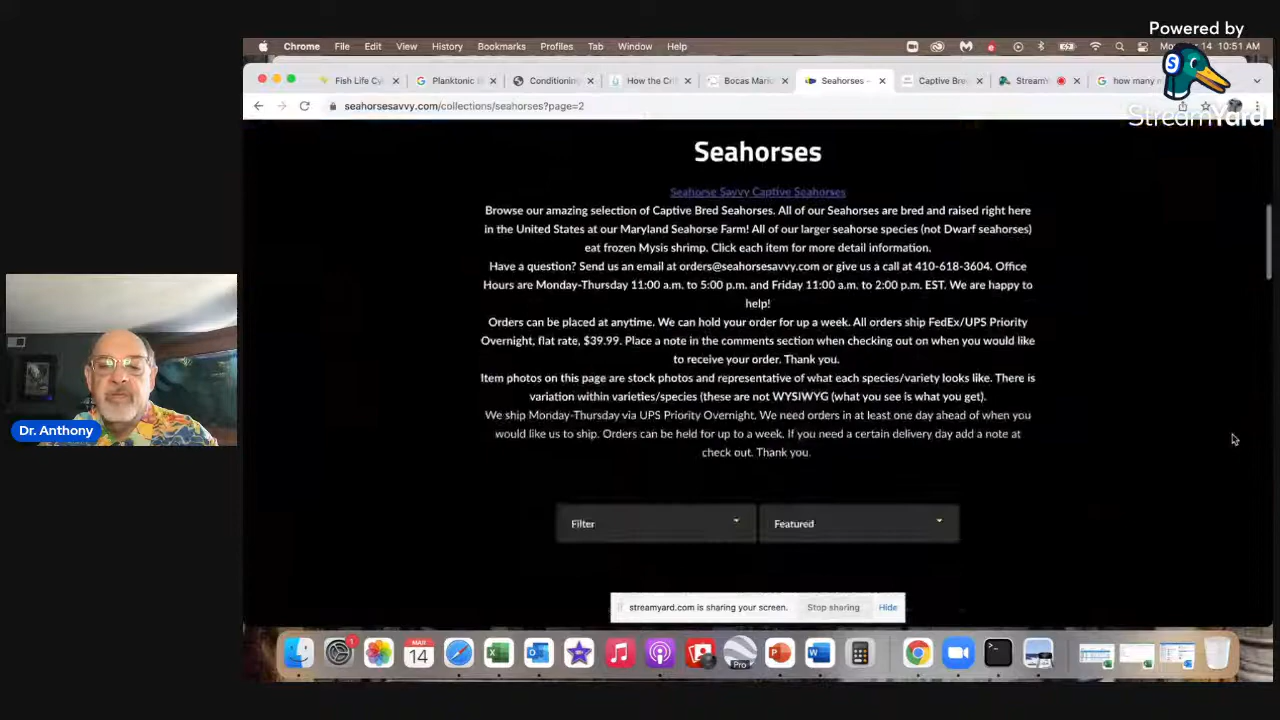 Powered by
StreamYard
Chrome File Edit View History Bookmarks Profiles Tab Window Help
14 10:51 AM
Fish Life Cy
Planktonic
Conditioning
How the Cri
Bocas Mari
Seahorses -
Captive Bre
StreamY
how many
seahorsesavvy.com/collections/seahorses?page=2
Seahorses
Seahorse Savvy Captive Seahorses
Browse our amazing selection of Captive Bred Seahorses. All of our Seahorses are bred and raised right here
in the United States at our Maryland Seahorse Farm! All of our larger seahorse species (not Dwarf seahorses)
eat frozen Mysis shrimp. Click each item for more detail information.
Have a question? Send us an email at orders@seahorsesavvy.com or give us a call at 410-618-3604. Office
Hours are Monday-Thursday 11:00 a.m. to 5:00 p.m. and Friday 11:00 a.m. to 2:00 p.m. EST. We are happy to
help!
Orders can be placed at anytime. We can hold your order for up a week. All orders ship FedEx/UPS Priority
Overnight, flat rate, $39.99. Place a note in the comments section when checking out on when you would like
to receive your order. Thank you.
Item photos on this page are stock photos and representative of what each species/variety looks like. There is
variation within varieties/species (these are not WYSIWYG (what you see is what you get).
We ship Monday-Thursday via UPS Priority Overnight. We need orders in at least one day ahead of when you
would like us to ship. Orders can be held for up to a week. If you need a certain delivery day add a note at
check out. Thank you.
Filter
Featured
Dr. Anthony
streamyard.com is sharing your screen. Stop sharing Hide
MAR
14
1
Pro